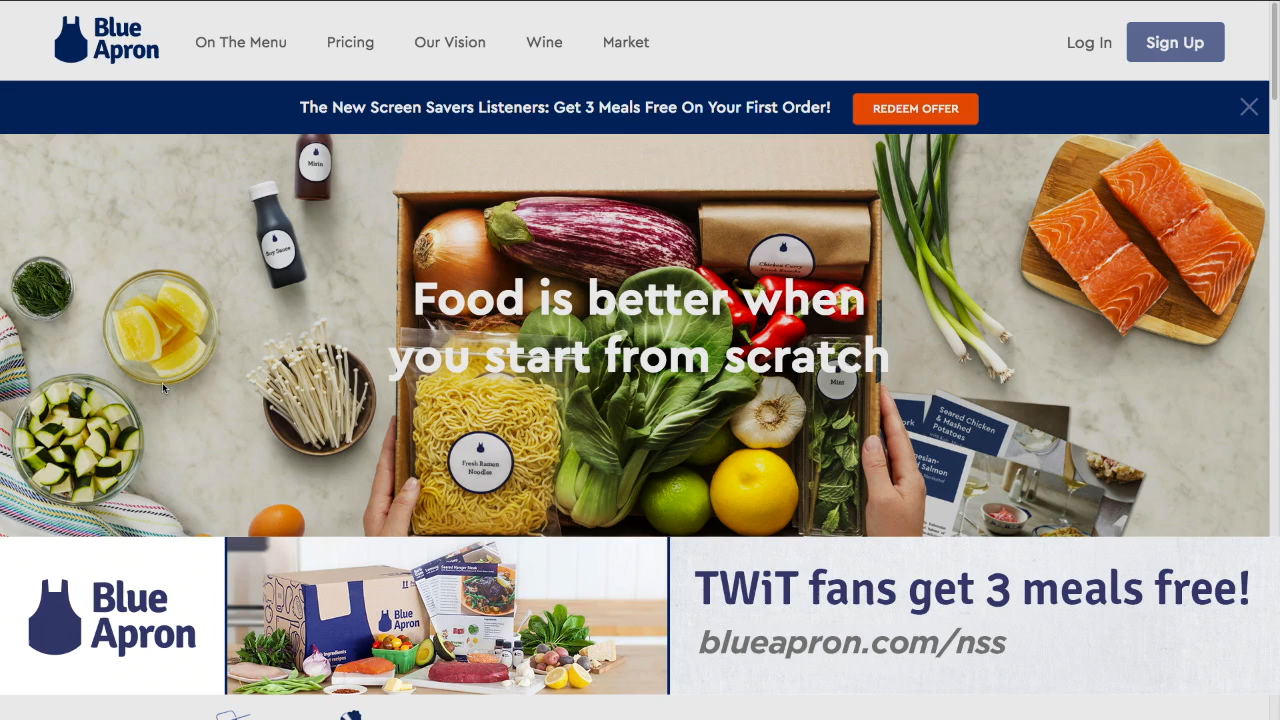 Blue
Apron
On The Menu
Pricing
Our Vision
Wine
Market
Log In
Sign Up
The New Screen Savers Listeners: Get 3 Meals Free On Your First Order!
REDEEM OFFER
Mirin
Soy Sauce
Chicken Curry
Food is better when
you start from scratch
Mint
Fresh Ramen
Noodles
Seared Chicken
& Mashed
Potatoes
Salmon
Blue
Apron
Blue
Apron
TWiT fans get 3 meals free!
blueapron.com/nss